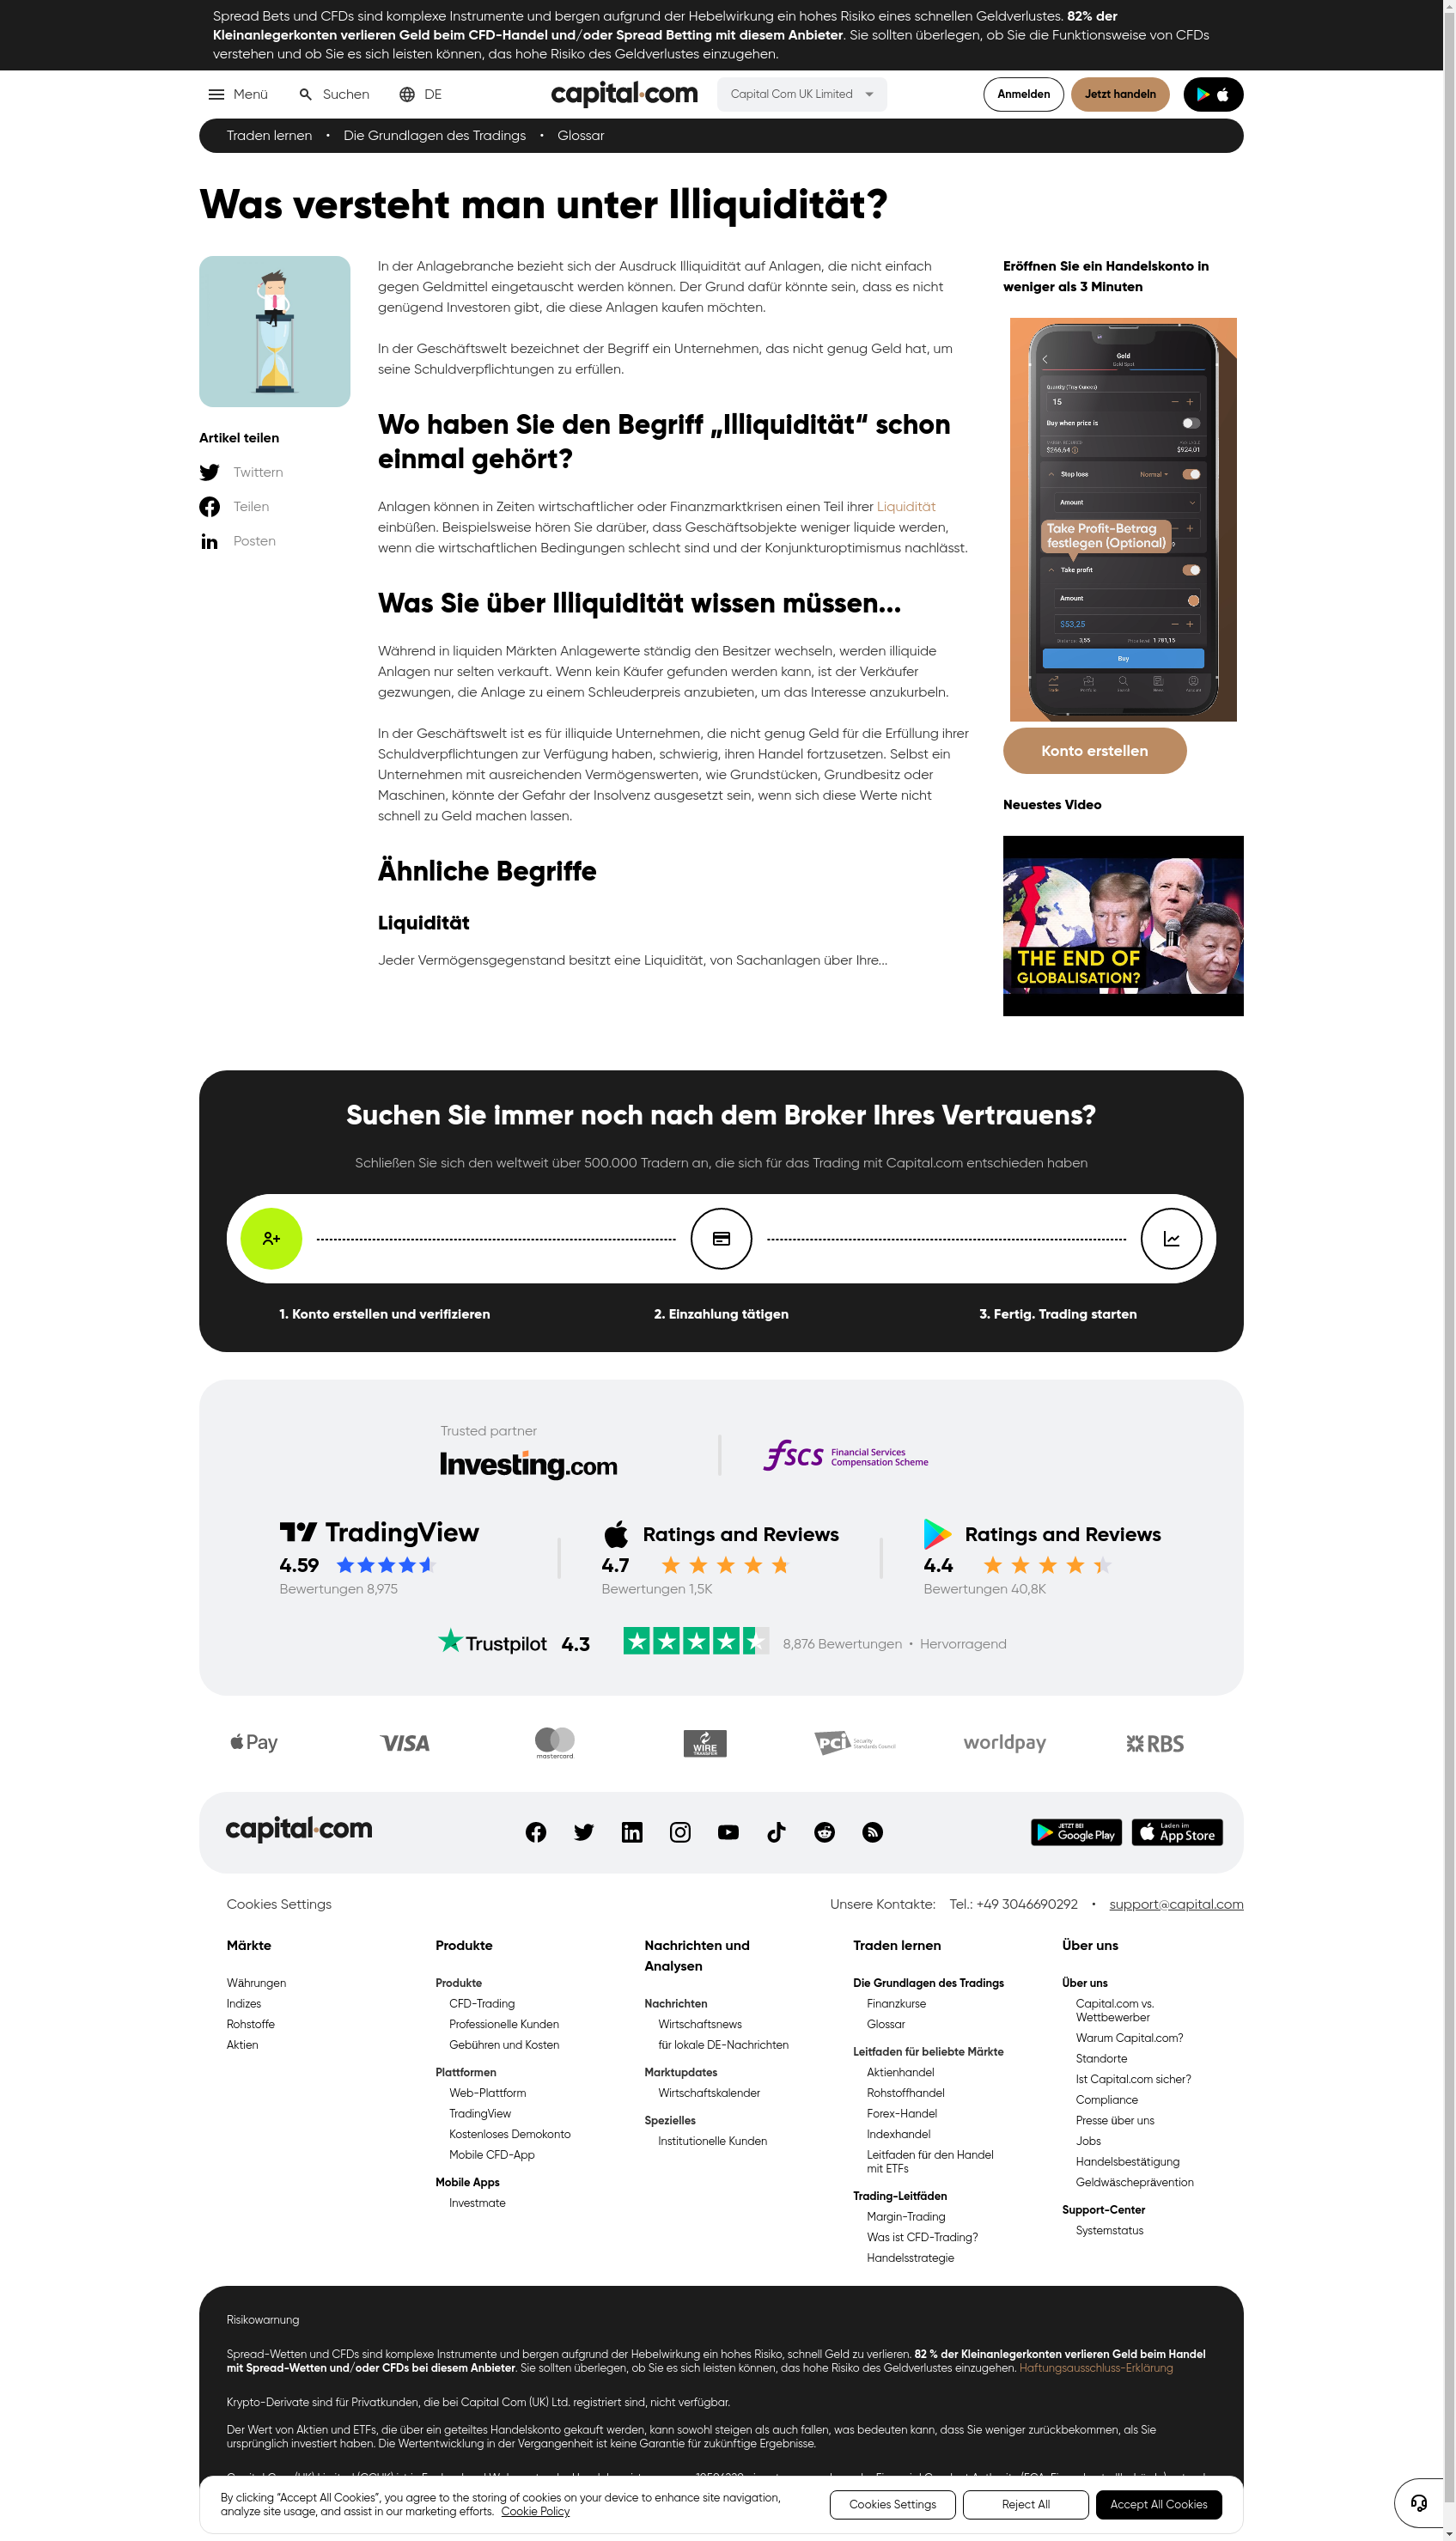 Spread Bets und CFDs sind komplexe Instrumente und bergen aufgrund der Hebelwirkung ein hohes Risiko eines schnellen Geldverlustes. 82% der
Kleinanlegerkonten verlieren Geld beim CFD-Handel und/oder Spread Betting mit diesem Anbieter. Sie sollten überlegen, ob Sie die Funktionsweise von CFDs
verstehen und ob Sie es sich leisten können, das hohe Risiko des Geldverlustes einzugehen.
Menü
Suchen
DE
capital.com
Capital Com UK Limited
Anmelden
Jetzt handeln
Traden lernen • Die Grundlagen des Tradings • Glossar
Was versteht man unter Illiquidität?
Artikel teilen
Twittern
Teilen
Posten
In der Anlagebranche bezieht sich der Ausdruck Illiquidität auf Anlagen, die nicht einfach
gegen Geldmittel eingetauscht werden können. Der Grund dafür könnte sein, dass es nicht
genügend Investoren gibt, die diese Anlagen kaufen möchten.
In der Geschäftswelt bezeichnet der Begriff ein Unternehmen, das nicht genug Geld hat, um
seine Schuldverpflichtungen zu erfüllen.
Wo haben Sie den Begriff „Illiquidität“ schon
einmal gehört?
Anlagen können in Zeiten wirtschaftlicher oder Finanzmarktkrisen einen Teil ihrer Liquidität
einbüßen. Beispielsweise hören Sie darüber, dass Geschäftsobjekte weniger liquide werden,
wenn die wirtschaftlichen Bedingungen schlecht sind und der Konjunkturoptimismus nachlässt.
Was Sie über Illiquidität wissen müssen...
Während in liquiden Märkten Anlagewerte ständig den Besitzer wechseln, werden illiquide
Anlagen nur selten verkauft. Wenn kein Käufer gefunden werden kann, ist der Verkäufer
gezwungen, die Anlage zu einem Schleuderpreis anzubieten, um das Interesse anzukurbeln.
In der Geschäftswelt ist es für illiquide Unternehmen, die nicht genug Geld für die Erfüllung ihrer
Schuldverpflichtungen zur Verfügung haben, schwierig, ihren Handel fortzusetzen. Selbst ein
Unternehmen mit ausreichenden Vermögenswerten, wie Grundstücken, Grundbesitz oder
Maschinen, könnte der Gefahr der Insolvenz ausgesetzt sein, wenn sich diese Werte nicht
schnell zu Geld machen lassen.
Ähnliche Begriffe
Liquidität
Jeder Vermögensgegenstand besitzt eine Liquidität, von Sachanlagen über Ihre...
Eröffnen Sie ein Handelskonto in
weniger als 3 Minuten
Gold
Gold Spot
Quantity (Troy Ounces)
15
Buy when price is
$266,64
$924,01
Stop loss
Normal
Amount
Take Profit-Betrag
festlegen (Optional)
Take profit
Amount
$53,25
3,55
1 781,15
Buy
Konto erstellen
Neuestes Video
THE END OF
GLOBALISATION?
Suchen Sie immer noch nach dem Broker Ihres Vertrauens?
Schließen Sie sich den weltweit über 500.000 Tradern an, die sich für das Trading mit Capital.com entschieden haben
1. Konto erstellen und verifizieren
2. Einzahlung tätigen
3. Fertig. Trading starten
Trusted partner
Investing.com
fscs Financial Services
Compensation Scheme
TradingView
4.59
Bewertungen 8,975
Ratings and Reviews
4.7
Bewertungen 1,5K
Ratings and Reviews
4.4
Bewertungen 40,8K
Trustpilot 4.3
8,876 Bewertungen • Hervorragend
Pay
VISA
mastercard.
WIRE
TRANSFER
PCi Security
Standards Council
worldpay
RBS
capital.com
JETZT BEI
Google Play
Laden im
App Store
Cookies Settings
Unsere Kontakte: Tel.: +49 3046690292 • support@capital.com
Märkte
Währungen
Indizes
Rohstoffe
Aktien
Produkte
Produkte
CFD-Trading
Professionelle Kunden
Gebühren und Kosten
Plattformen
Web-Plattform
TradingView
Kostenloses Demokonto
Mobile CFD-App
Mobile Apps
Investmate
Nachrichten und
Analysen
Nachrichten
Wirtschaftsnews
für lokale DE-Nachrichten
Marktupdates
Wirtschaftskalender
Spezielles
Institutionelle Kunden
Traden lernen
Die Grundlagen des Tradings
Finanzkurse
Glossar
Leitfaden für beliebte Märkte
Aktienhandel
Rohstoffhandel
Forex-Handel
Indexhandel
Leitfaden für den Handel
mit ETFs
Trading-Leitfäden
Margin-Trading
Was ist CFD-Trading?
Handelsstrategie
Über uns
Über uns
Capital.com vs.
Wettbewerber
Warum Capital.com?
Standorte
Ist Capital.com sicher?
Compliance
Presse über uns
Jobs
Handelsbestätigung
Geldwäscheprävention
Support-Center
Systemstatus
Risikowarnung
Spread-Wetten und CFDs sind komplexe Instrumente und bergen aufgrund der Hebelwirkung ein hohes Risiko, schnell Geld zu verlieren. 82 % der Kleinanlegerkonten verlieren Geld beim Handel
mit Spread-Wetten und/oder CFDs bei diesem Anbieter. Sie sollten überlegen, ob Sie es sich leisten können, das hohe Risiko des Geldverlustes einzugehen. Haftungsausschluss-Erklärung
Krypto-Derivate sind für Privatkunden, die bei Capital Com (UK) Ltd. registriert sind, nicht verfügbar.
Der Wert von Aktien und ETFs, die über ein geteiltes Handelskonto gekauft werden, kann sowohl steigen als auch fallen, was bedeuten kann, dass Sie weniger zurückbekommen, als Sie
ursprünglich investiert haben. Die Wertentwicklung in der Vergangenheit ist keine Garantie für zukünftige Ergebnisse.
By clicking “Accept All Cookies”, you agree to the storing of cookies on your device to enhance site navigation,
analyze site usage, and assist in our marketing efforts. Cookie Policy
Cookies Settings
Reject All
Accept All Cookies